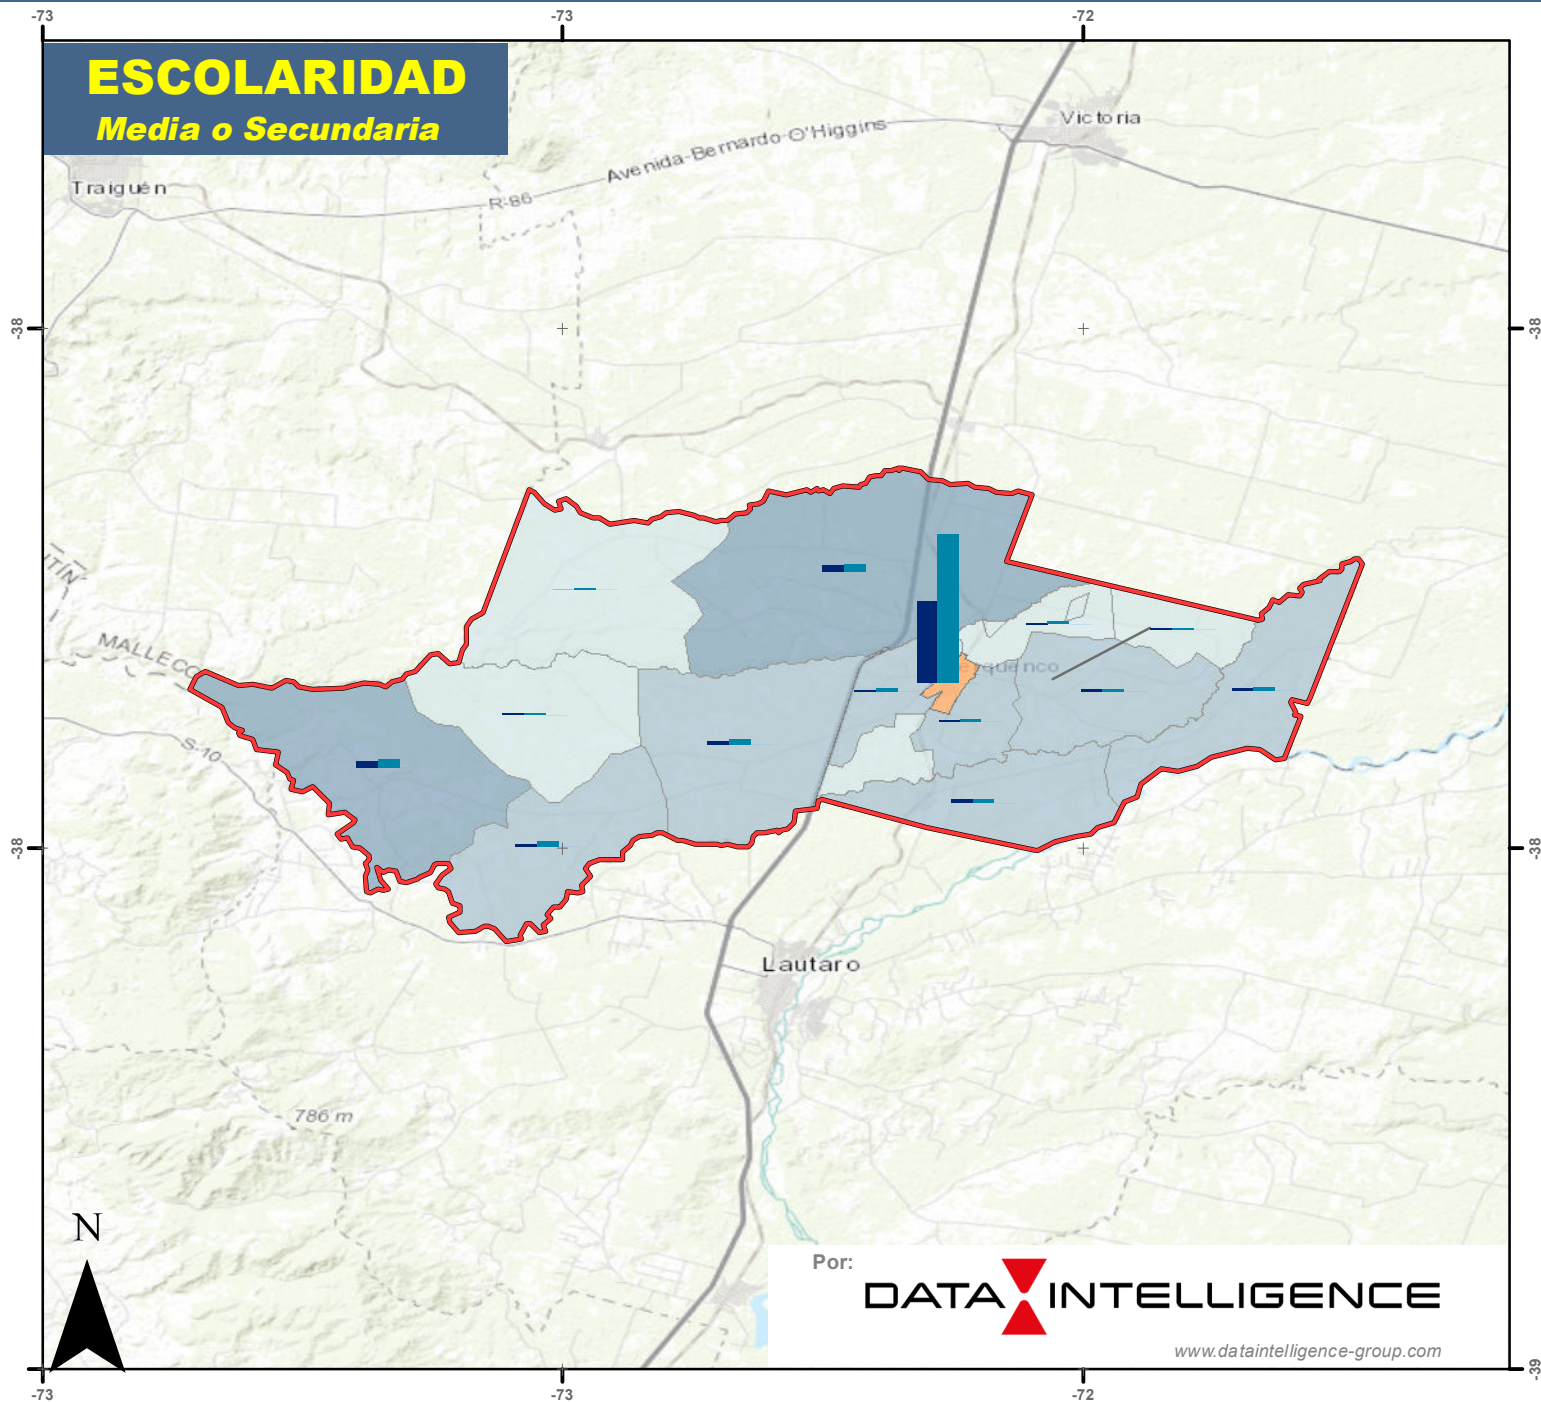 -73
-73
-72
ESCOLARIDAD
Media o Secundaria
Victoria
Avenida-Bernardo-O'Higgins
Traiguén
R-86
-38
-38
MALLECO
S-10
-38
-38
Lautaro
786 m
N
Por:
DATA INTELLIGENCE
www.dataintelligence-group.com
-39
-73
-73
-72